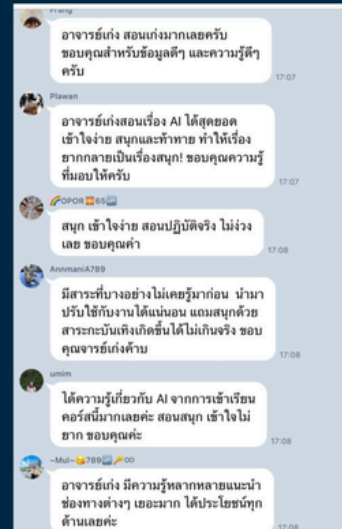 Prang
อาจารย์เก่ง สอนเก่งมากเลยครับ
ขอบคุณสำหรับข้อมูลดีๆ และความรู้ดีๆ
ครับ
17:07
Plawan
อาจารย์เก่งสอนเรื่อง AI ได้สุดยอด
เข้าใจง่าย สนุกและท้าทาย ทำให้เรื่อง
ยากกลายเป็นเรื่องสนุก! ขอบคุณความรู้
ที่มอบให้ครับ
17:07
OPOR 65
สนุก เข้าใจง่าย สอนปฏิบัติจริง ไม่ง่วง
เลย ขอบคุณค่า
17:08
AnnmaniA789
มีสาระที่บางอย่างไม่เคยรู้มาก่อน นำมา
ปรับใช้กับงานได้แน่นอน แถมสนุกด้วย
สาระกะบันเทิงเกิดขึ้นได้ไม่เกินจริง ขอบ
คุณจารย์เก่งค้าบ
17:08
umim
ได้ความรู้เกี่ยวกับ AI จากการเข้าเรียน
คอร์สนี้มากเลยค่ะ สอนสนุก เข้าใจไม่
ยาก ขอบคุณค่ะ
17:08
~Mul~ 789
อาจารย์เก่ง มีความรู้หลากหลายแนะนำ
ช่องทางต่างๆ เยอะมาก ได้ประโยชน์ทุก
ด้านเลยค่ะ
17:08